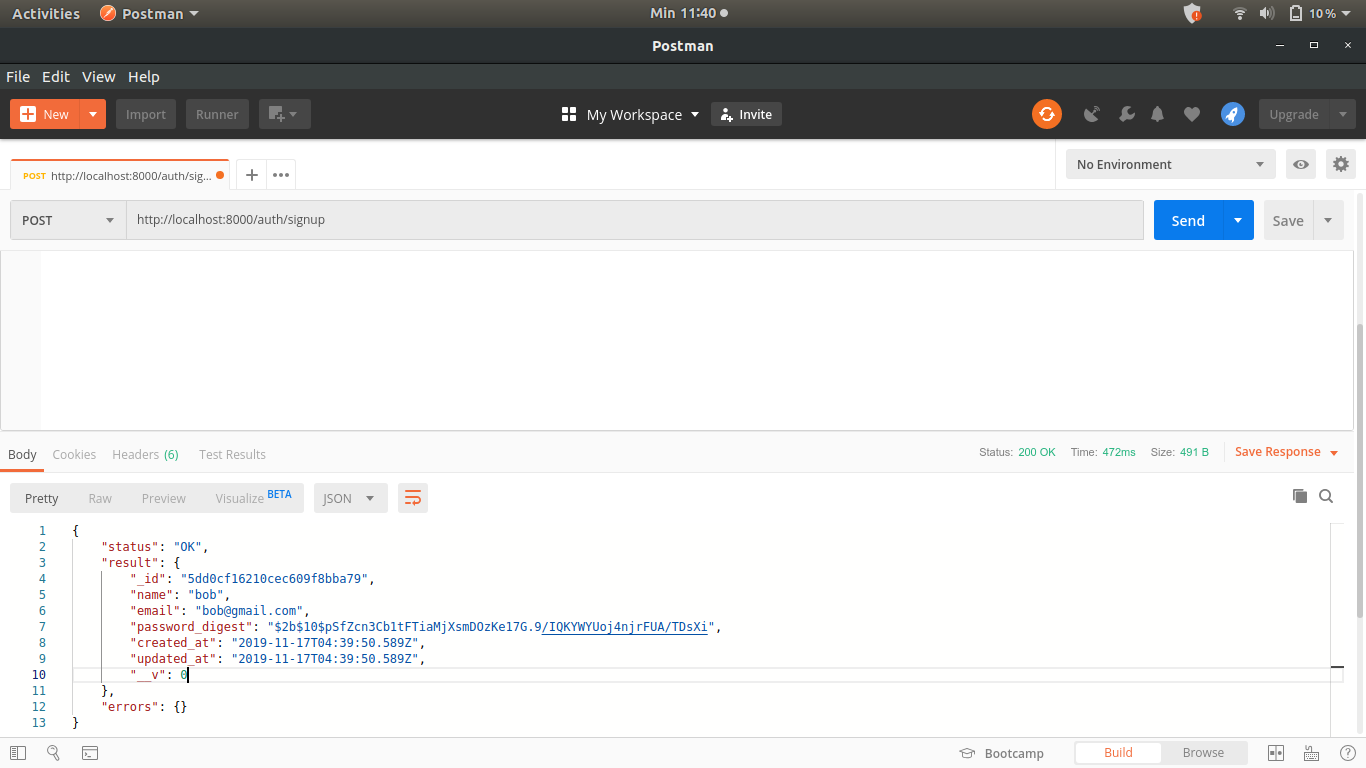 Activities Postman Min 11:40 10%
Postman
File Edit View Help
New Import Runner My Workspace Invite Upgrade
POST http://localhost:8000/auth/sig... No Environment
POST http://localhost:8000/auth/signup Send Save
Body Cookies Headers (6) Test Results Status: 200 OK Time: 472ms Size: 491 B Save Response
Pretty Raw Preview Visualize BETA JSON
1 {
2 "status": "OK",
3 "result": {
4 "_id": "5dd0cf16210cec609f8bba79",
5 "name": "bob",
6 "email": "bob@gmail.com",
7 "password_digest": "$2b$10$pSfZcn3Cb1tFTiaMjXsmDOzKe17G.9/IQKYWYUoj4njrFUA/TDsXi",
8 "created_at": "2019-11-17T04:39:50.589Z",
9 "updated_at": "2019-11-17T04:39:50.589Z",
10 "__v": 0
11 },
12 "errors": {}
13 }
Bootcamp Build Browse